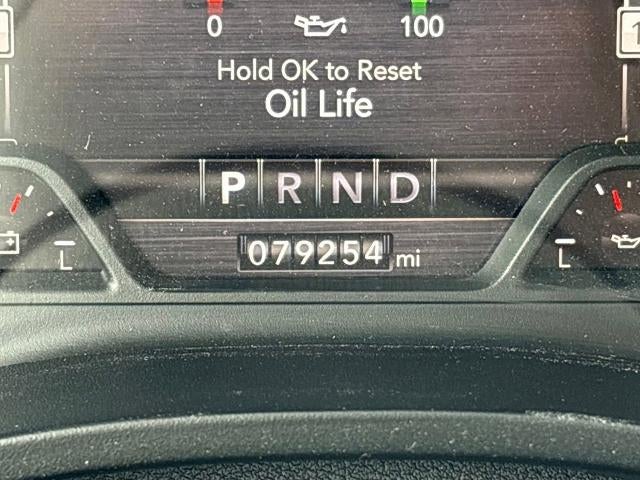 0 100
Hold OK to Reset
Oil Life
P R N D
079254 mi
L L